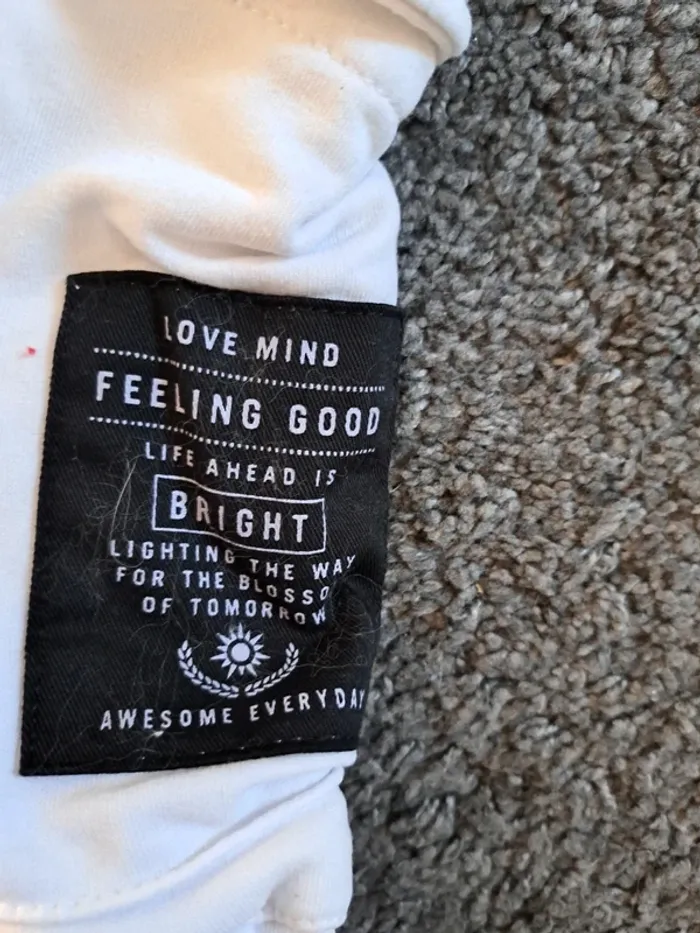 LOVE MIND
FEELING GOOD
LIFE AHEAD IS
BRIGHT
LIGHTING THE WAY
FOR THE BLOSSO
OF TOMORROW
AWESOME EVERYDAY